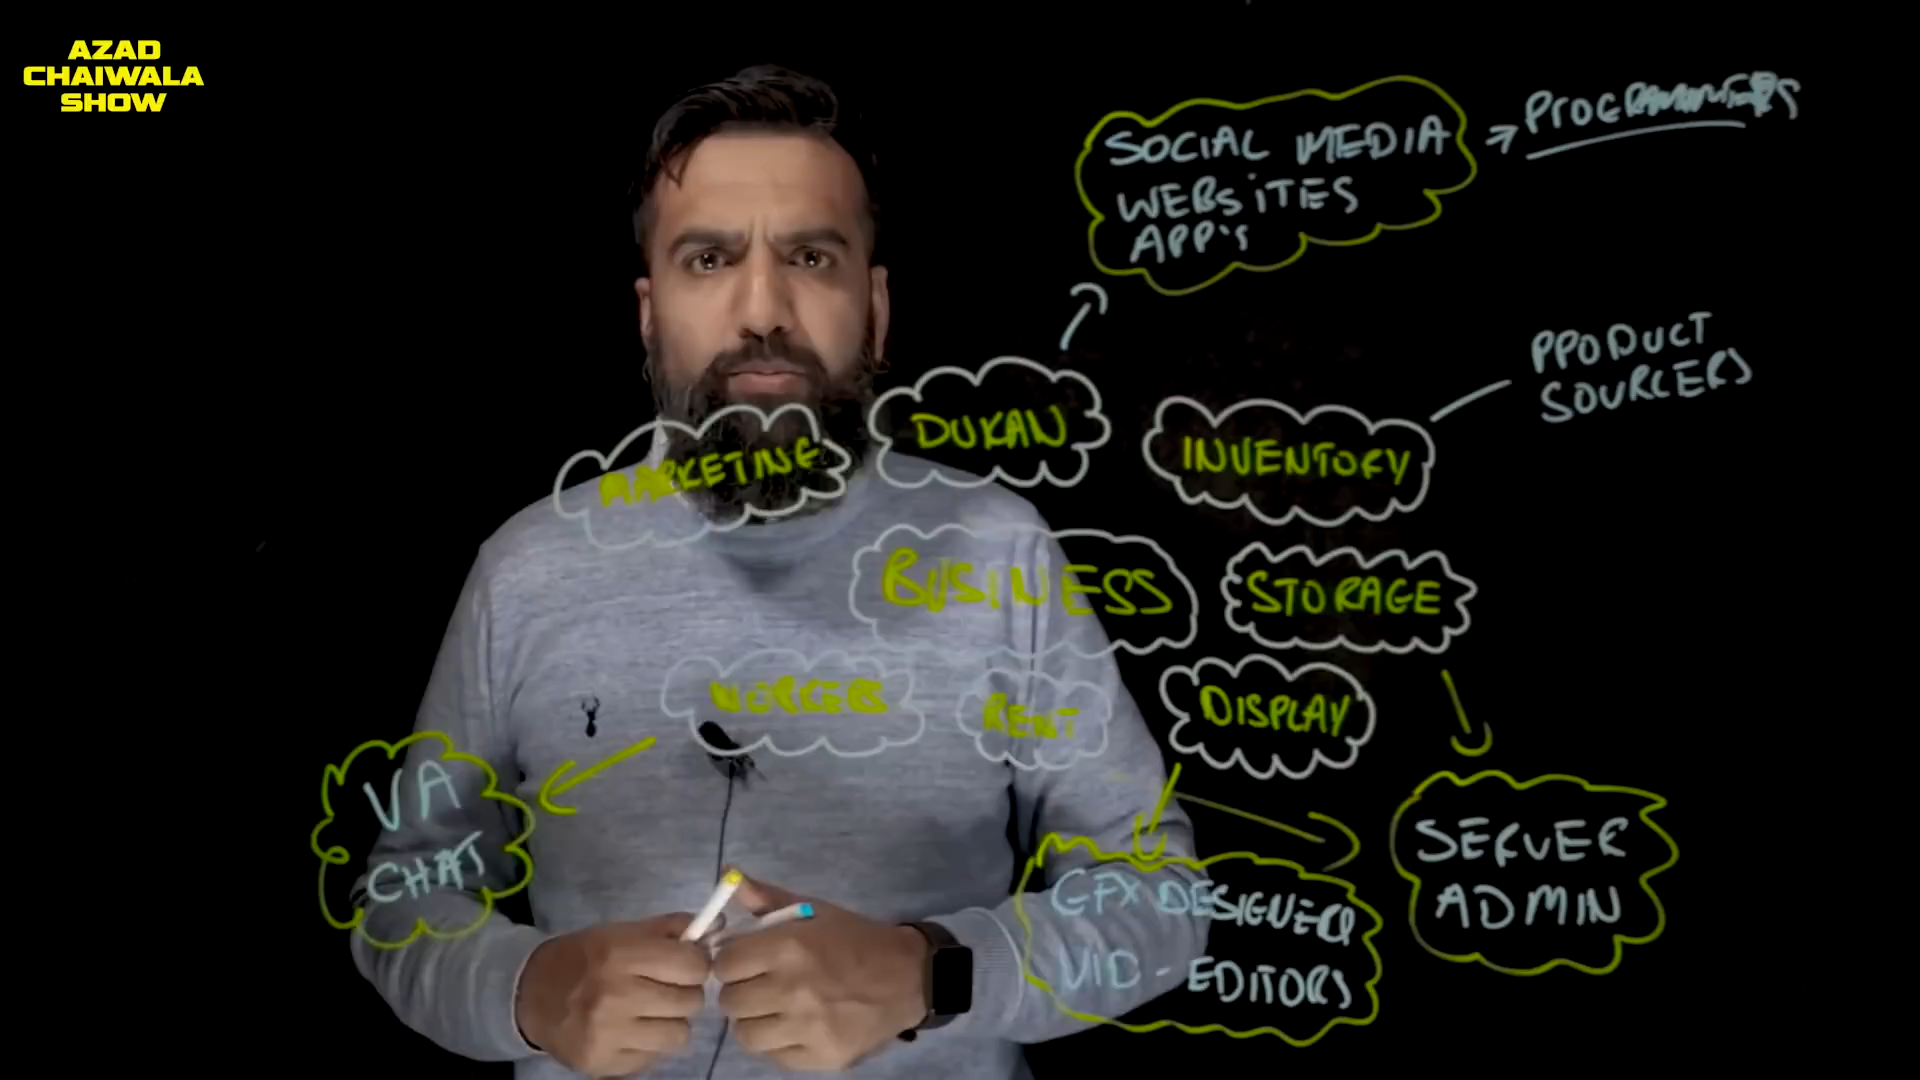 AZAD
CHAIWALA
SHOW
SOCIAL MEDIA
WEBSITES
APP'S
PROGRAMMERS
PRODUCT
SOURCERS
MARKETING
DUKAN
INVENTORY
BUSINESS
STORAGE
WORKERS
RENT
DISPLAY
VA
CHAT
GFX DESIGNERS
VID - EDITORS
SERVER
ADMIN